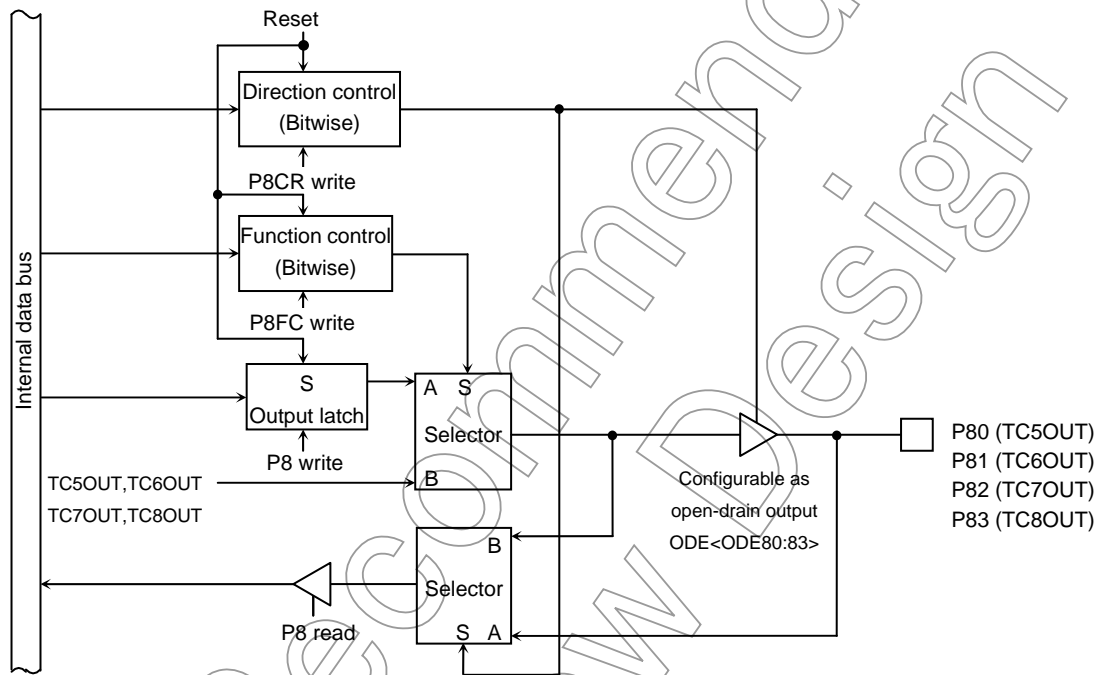 Reset
Direction control
(Bitwise)
P8CR write
Function control
(Bitwise)
P8FC write
Internal data bus
S
Output latch
P8 write
A S
Selector
B
TC5OUT,TC6OUT
TC7OUT,TC8OUT
Configurable as
open-drain output
ODE<ODE80:83>
P80 (TC5OUT)
P81 (TC6OUT)
P82 (TC7OUT)
P83 (TC8OUT)
B
Selector
S A
P8 read
ecommend
w Design